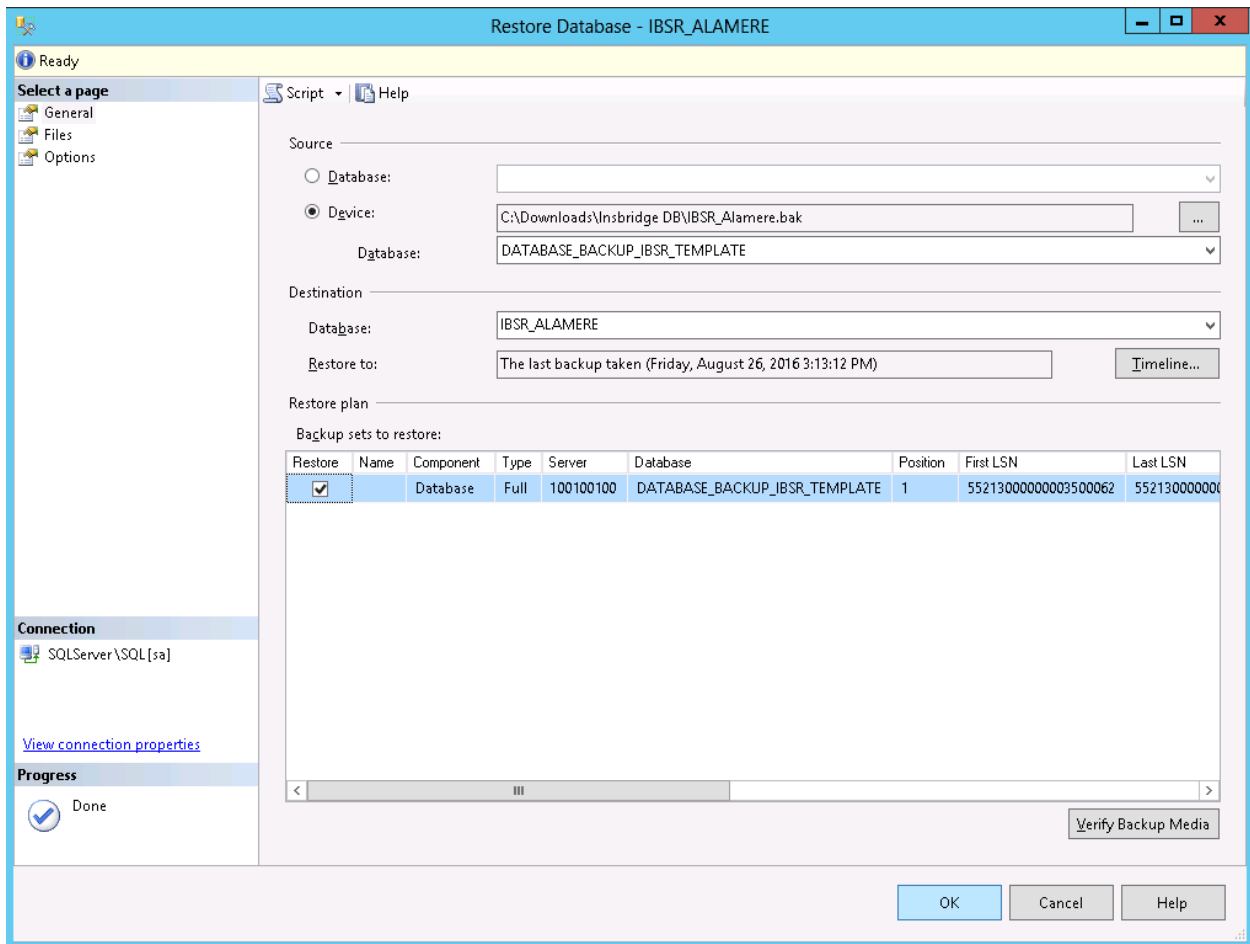 Restore Database - IBSR_ALAMERE
Ready
Select a page
General
Files
Options
Script Help
Source
Database:
Device: C:\Downloads\Insbridge DB\IBSR_Alamere.bak ...
Database: DATABASE_BACKUP_IBSR_TEMPLATE
Destination
Database: IBSR_ALAMERE
Restore to: The last backup taken (Friday, August 26, 2016 3:13:12 PM) Timeline...
Restore plan
Backup sets to restore:
Restore Name Component Type Server Database Position First LSN Last LSN
Database Full 100100100 DATABASE_BACKUP_IBSR_TEMPLATE 1 55213000000003500062 552130000000
Connection
SQLServer\SQL[sa]
View connection properties
Progress
Done
Verify Backup Media
OK Cancel Help